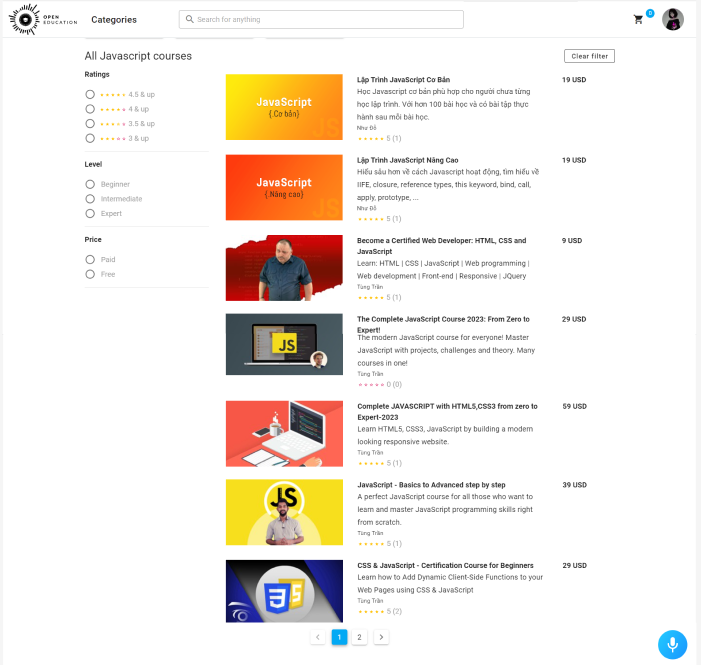 OPEN
EDUCATION
Categories
Search for anything
0
All Javascript courses
Clear filter
Ratings
4.5 & up
4 & up
3.5 & up
3 & up
Level
Beginner
Intermediate
Expert
Price
Paid
Free
JavaScript
{.Cơ bản}
JS
Lập Trình JavaScript Cơ Bản
19 USD
Học Javascript cơ bản phù hợp cho người chưa từng
học lập trình. Với hơn 100 bài học và có bài tập thực
hành sau mỗi bài học.
Như Đỗ
5 (1)
JavaScript
{.Nâng cao}
JS
Lập Trình JavaScript Nâng Cao
19 USD
Hiểu sâu hơn về cách Javascript hoạt động, tìm hiểu về
IIFE, closure, reference types, this keyword, bind, call,
apply, prototype, ...
Như Đỗ
5 (1)
Become a Certified Web Developer: HTML, CSS and
JavaScript
9 USD
Learn: HTML | CSS | JavaScript | Web programming |
Web development | Front-end | Responsive | JQuery
Tùng Trần
5 (1)
JS
The Complete JavaScript Course 2023: From Zero to
Expert!
29 USD
The modern JavaScript course for everyone! Master
JavaScript with projects, challenges and theory. Many
courses in one!
Tùng Trần
0 (0)
Complete JAVASCRIPT with HTML5,CSS3 from zero to
Expert-2023
59 USD
Learn HTML5, CSS3, JavaScript by building a modern
looking responsive website.
Tùng Trần
5 (1)
JS
JavaScript - Basics to Advanced step by step
39 USD
A perfect JavaScript course for all those who want to
learn and master JavaScript programming skills right
from scratch.
Tùng Trần
5 (1)
CSS & JavaScript - Certification Course for Beginners
29 USD
Learn how to Add Dynamic Client-Side Functions to your
Web Pages using CSS & JavaScript
Tùng Trần
5 (2)
1
2